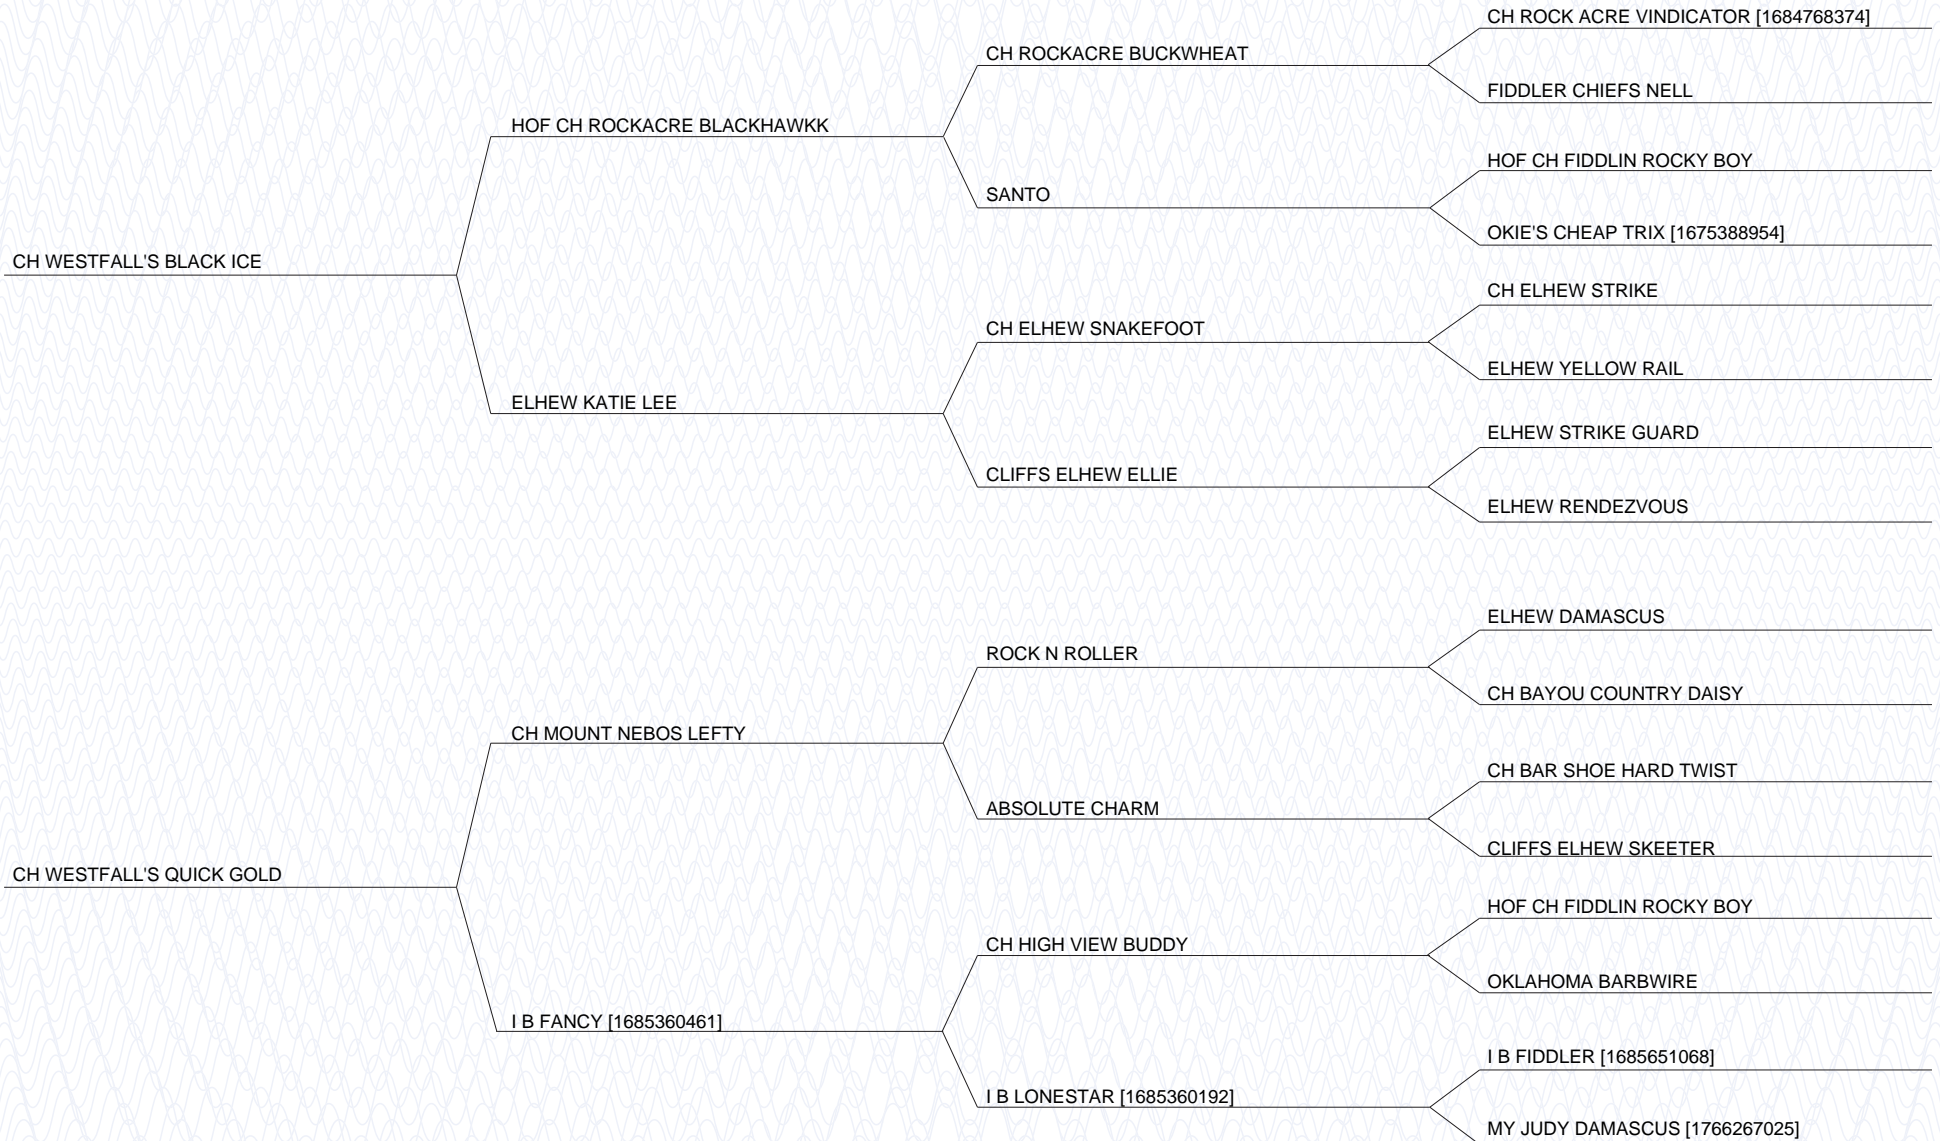 CH ROCK ACRE VINDICATOR [1684768374]
CH ROCKACRE BUCKWHEAT
FIDDLER CHIEFS NELL
HOF CH ROCKACRE BLACKHAWKK
HOF CH FIDDLIN ROCKY BOY
SANTO
OKIE'S CHEAP TRIX [1675388954]
CH WESTFALL'S BLACK ICE
CH ELHEW STRIKE
CH ELHEW SNAKEFOOT
ELHEW YELLOW RAIL
ELHEW KATIE LEE
ELHEW STRIKE GUARD
CLIFFS ELHEW ELLIE
ELHEW RENDEZVOUS
ELHEW DAMASCUS
ROCK N ROLLER
CH BAYOU COUNTRY DAISY
CH MOUNT NEBOS LEFTY
CH BAR SHOE HARD TWIST
ABSOLUTE CHARM
CLIFFS ELHEW SKEETER
CH WESTFALL'S QUICK GOLD
HOF CH FIDDLIN ROCKY BOY
CH HIGH VIEW BUDDY
OKLAHOMA BARBWIRE
I B FANCY [1685360461]
I B FIDDLER [1685651068]
I B LONESTAR [1685360192]
MY JUDY DAMASCUS [1766267025]